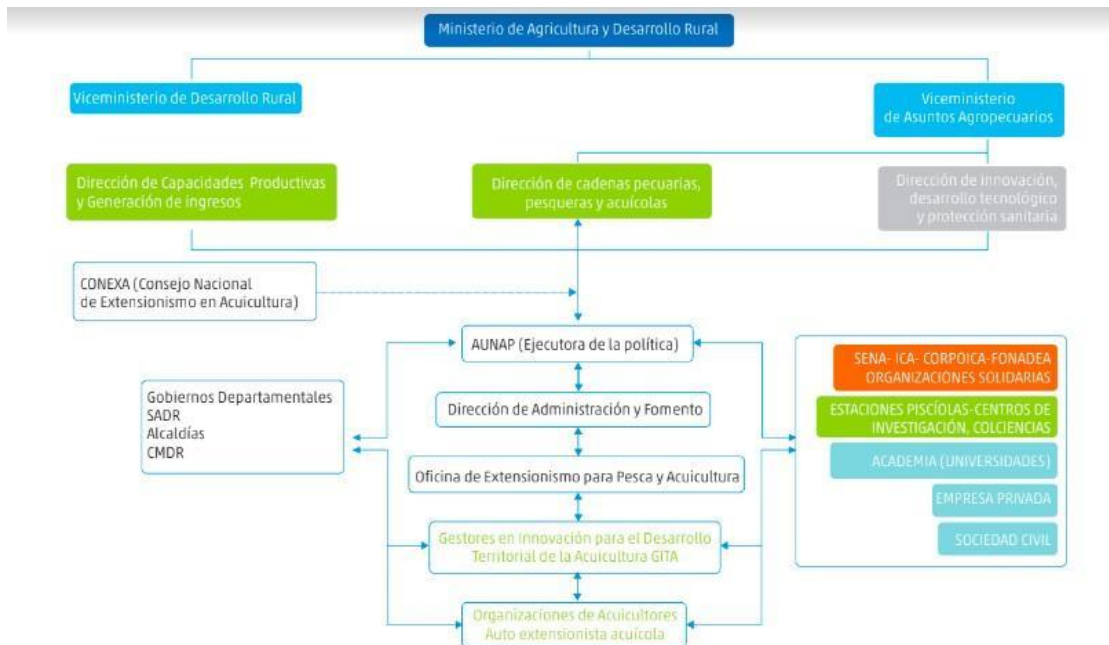 Ministerio de Agricultura y Desarrollo Rural
Viceministerio de Desarrollo Rural
Viceministerio
de Asuntos Agropecuarios
Dirección de Capacidades Productivas
y Generación de ingresos
Dirección de cadenas pecuarias,
pesqueras y acuícolas
Dirección de innovación,
desarrollo tecnológico
y protección sanitaria
CONEXA (Consejo Nacional
de Extensionismo en Acuicultura)
AUNAP (Ejecutora de la política)
Gobiernos Departamentales
SADR
Alcaldías
CMDR
Dirección de Administración y Fomento
Oficina de Extensionismo para Pesca y Acuicultura
Gestores en Innovación para el Desarrollo
Territorial de la Acuicultura GITA
Organizaciones de Acuicultores
Auto extensionista acuícola
SENA- ICA- CORPOICA-FONADEA
ORGANIZACIONES SOLIDARIAS
ESTACIONES PISCÍOLAS-CENTROS DE
INVESTIGACIÓN, COLCIENCIAS
ACADEMIA (UNIVERSIDADES)
EMPRESA PRIVADA
SOCIEDAD CIVIL